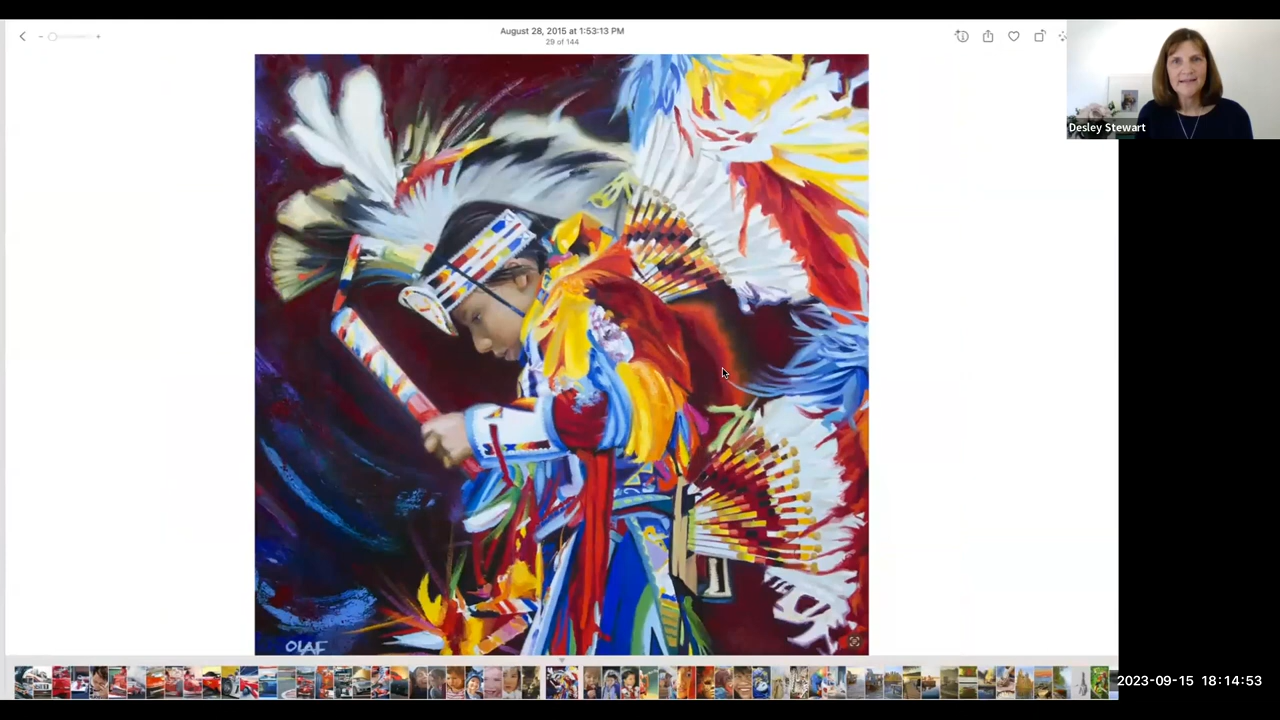 August 28, 2015 at 1:53:13 PM
29 of 144
Desley Stewart
OLAF
2023-09-15 18:14:53